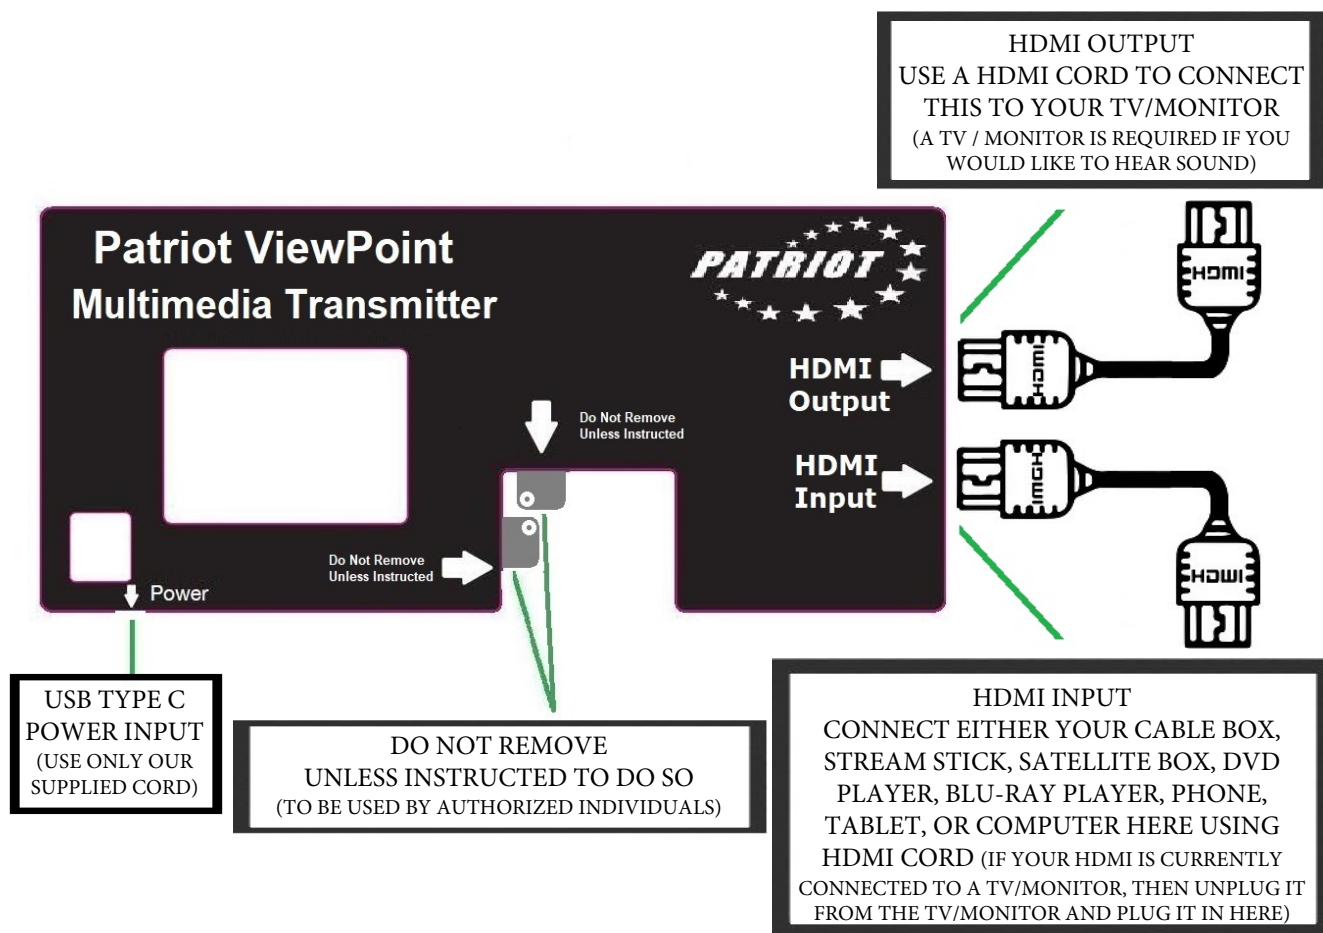 HDMI OUTPUT
USE A HDMI CORD TO CONNECT
THIS TO YOUR TV/MONITOR
(A TV / MONITOR IS REQUIRED IF YOU
WOULD LIKE TO HEAR SOUND)
Patriot ViewPoint
Multimedia Transmitter
PATRIOT
HDMI
Output
HDMI
Input
HDMI
HDMI
HDMI
HDMI
Do Not Remove
Unless Instructed
Do Not Remove
Unless Instructed
Power
USB TYPE C
POWER INPUT
(USE ONLY OUR
SUPPLIED CORD)
DO NOT REMOVE
UNLESS INSTRUCTED TO DO SO
(TO BE USED BY AUTHORIZED INDIVIDUALS)
HDMI INPUT
CONNECT EITHER YOUR CABLE BOX,
STREAM STICK, SATELLITE BOX, DVD
PLAYER, BLU-RAY PLAYER, PHONE,
TABLET, OR COMPUTER HERE USING
HDMI CORD (IF YOUR HDMI IS CURRENTLY
CONNECTED TO A TV/MONITOR, THEN UNPLUG IT
FROM THE TV/MONITOR AND PLUG IT IN HERE)